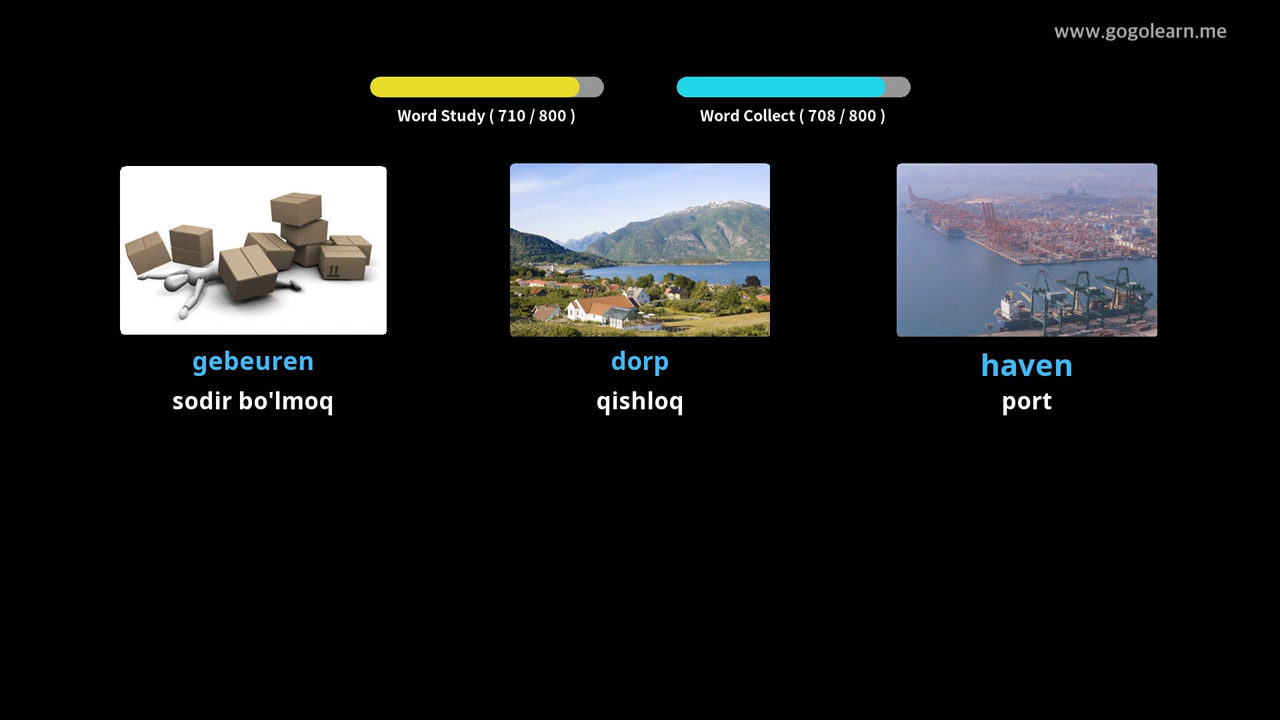 www.gogolearn.me
Word Study ( 710 / 800 )
Word Collect ( 708 / 800 )
gebeuren
sodir bo'lmoq
dorp
qishloq
haven
port